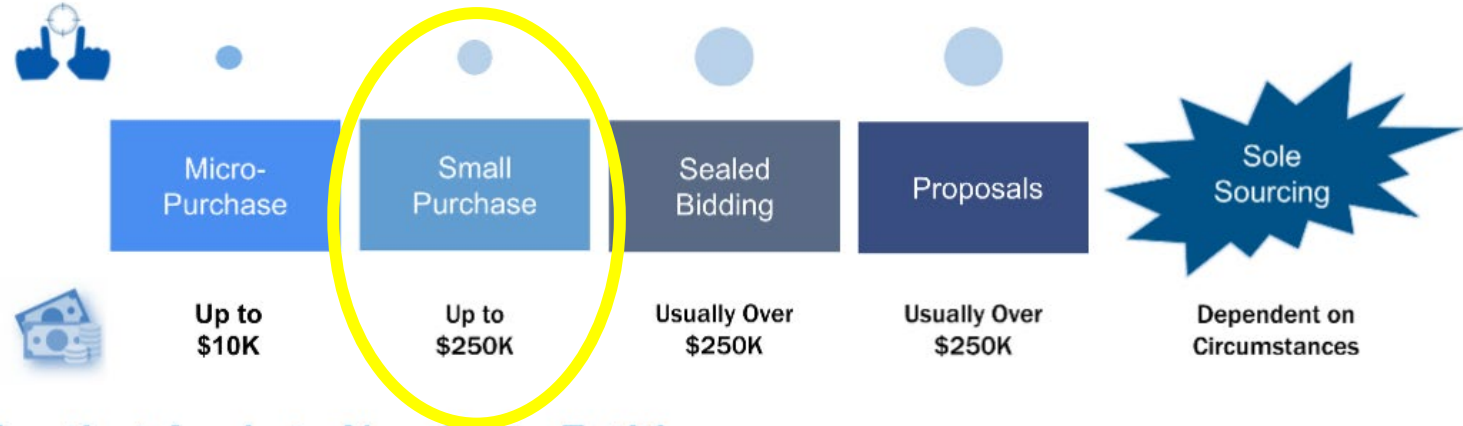 Micro-
Purchase
Small
Purchase
Sealed
Bidding
Proposals
Sole
Sourcing
Up to
$10K
Up to
$250K
Usually Over
$250K
Usually Over
$250K
Dependent on
Circumstances